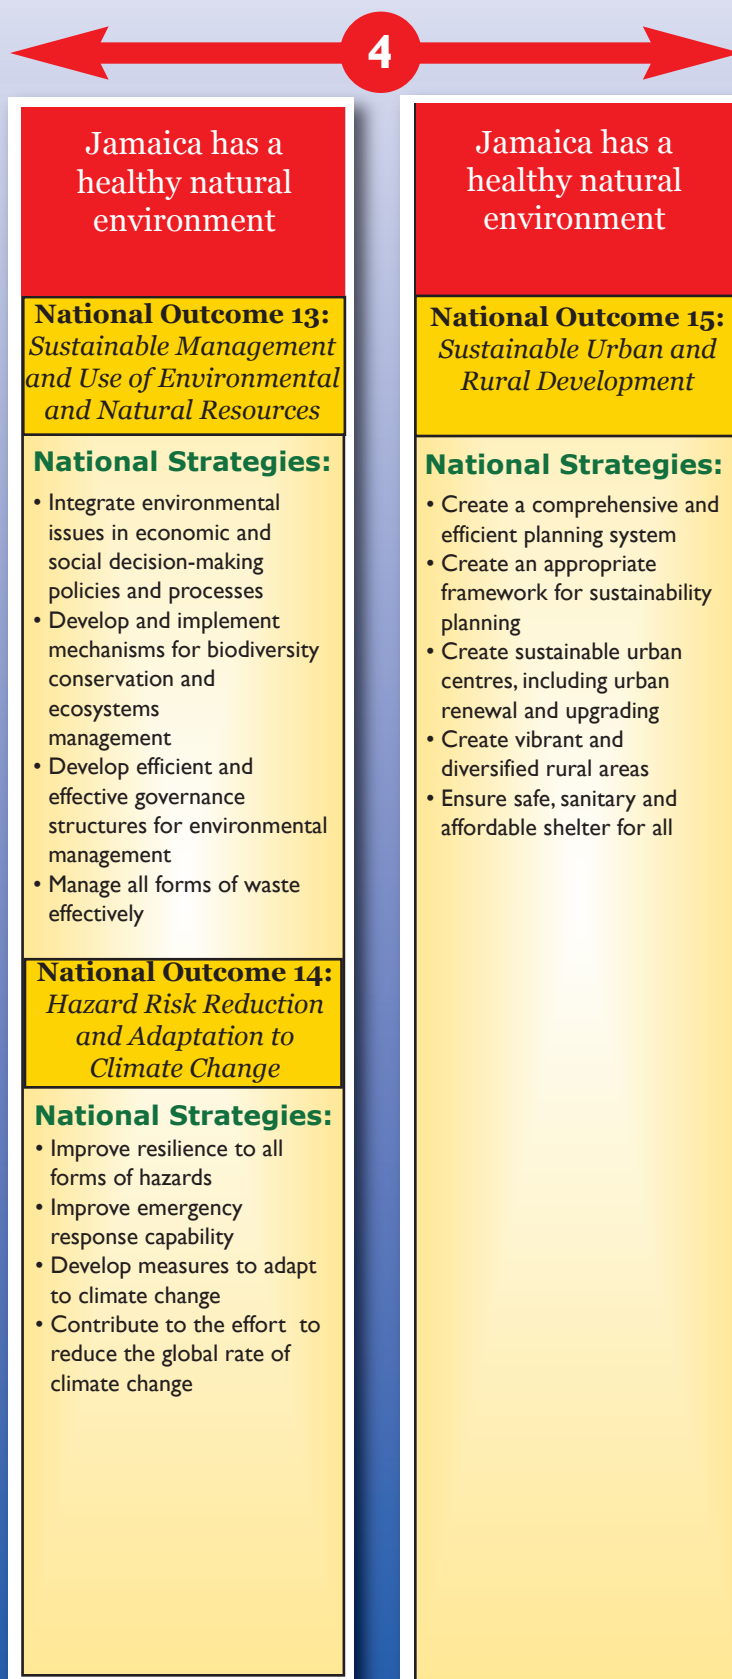 4
Jamaica has a
healthy natural
environment
National Outcome 13:
Sustainable Management
and Use of Environmental
and Natural Resources
National Strategies:
• Integrate environmental
issues in economic and
social decision-making
policies and processes
• Develop and implement
mechanisms for biodiversity
conservation and
ecosystems
management
• Develop efficient and
effective governance
structures for environmental
management
• Manage all forms of waste
effectively
National Outcome 14:
Hazard Risk Reduction
and Adaptation to
Climate Change
National Strategies:
• Improve resilience to all
forms of hazards
• Improve emergency
response capability
• Develop measures to adapt
to climate change
• Contribute to the effort to
reduce the global rate of
climate change
Jamaica has a
healthy natural
environment
National Outcome 15:
Sustainable Urban and
Rural Development
National Strategies:
• Create a comprehensive and
efficient planning system
• Create an appropriate
framework for sustainability
planning
• Create sustainable urban
centres, including urban
renewal and upgrading
• Create vibrant and
diversified rural areas
• Ensure safe, sanitary and
affordable shelter for all